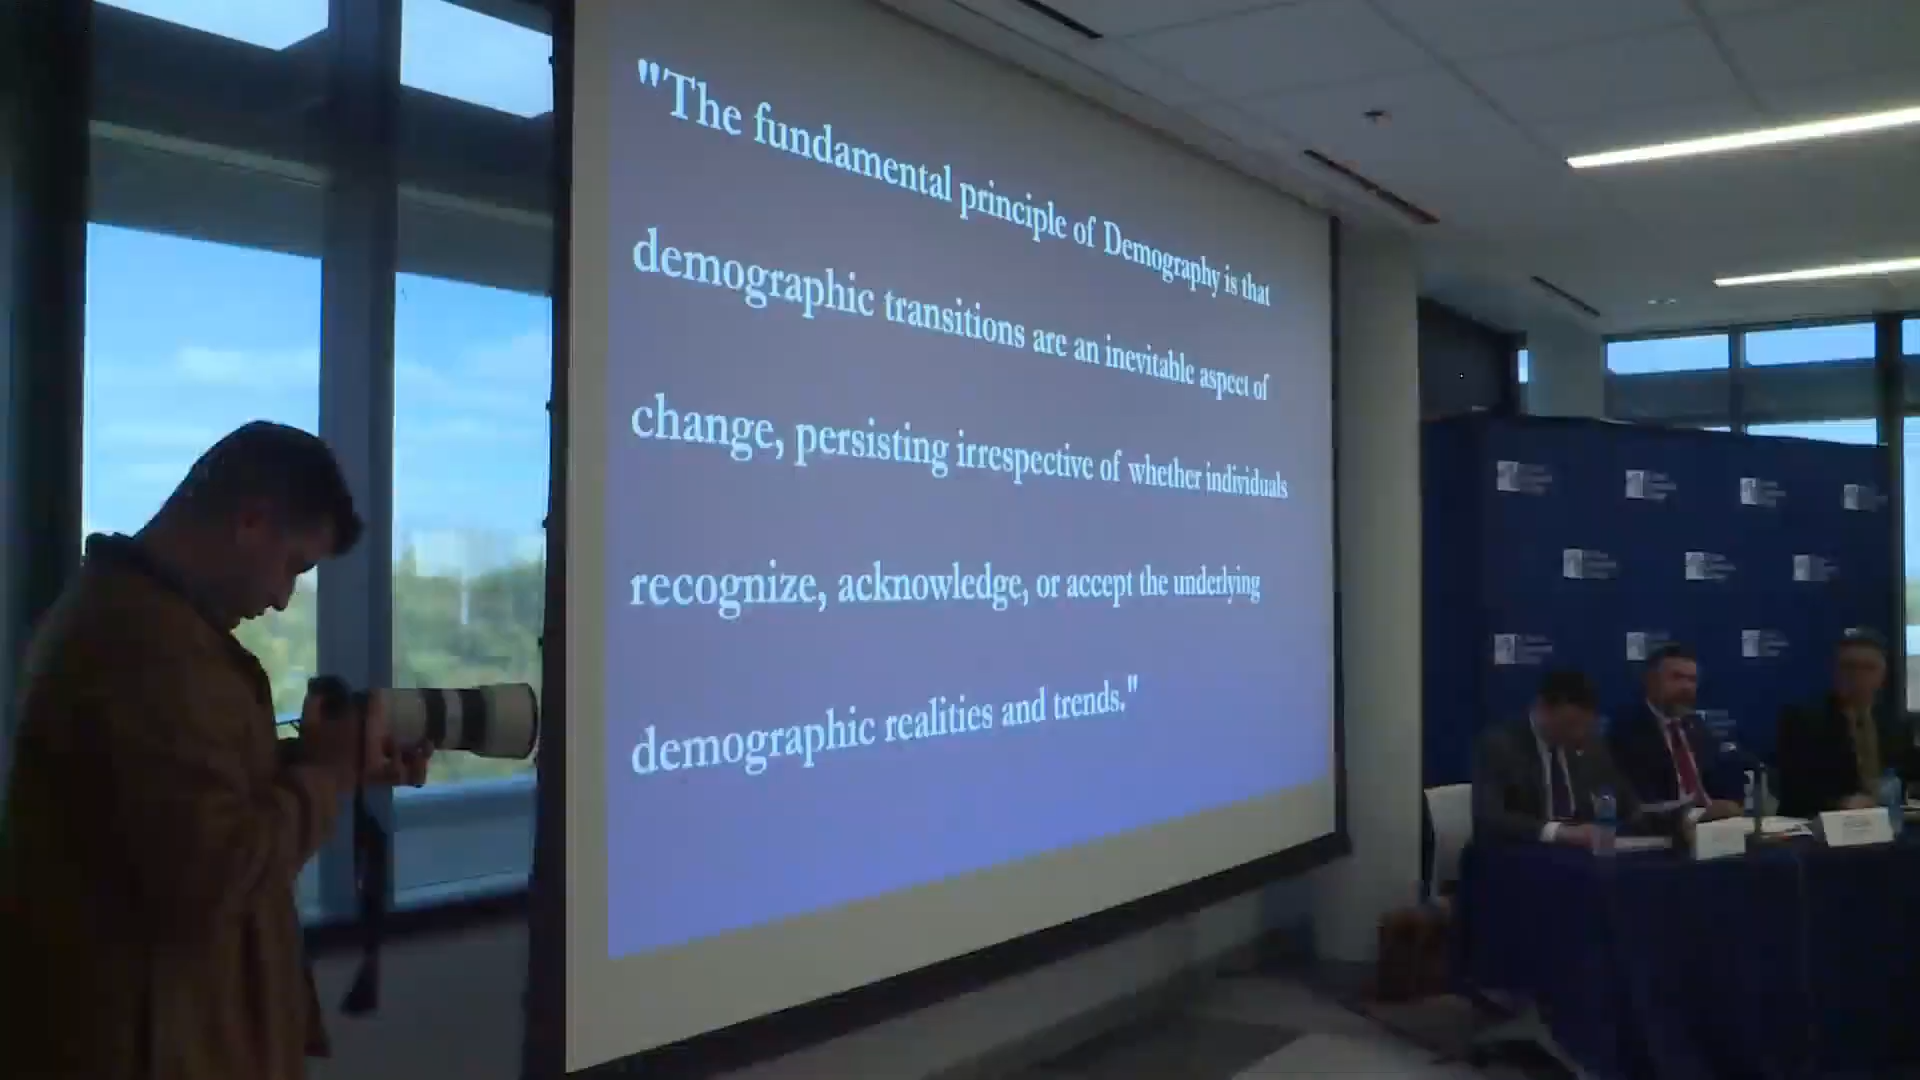 "The fundamental principle of Demography is that
demographic transitions are an inevitable aspect of
change, persisting irrespective of whether individuals
recognize, acknowledge, or accept the underlying
demographic realities and trends."